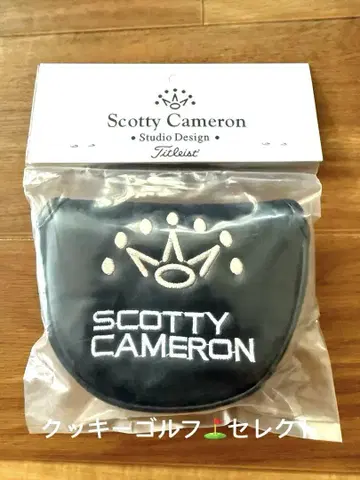 Scotty Cameron
• Studio Design •
Titleist
SCOTTY
CAMERON
クッキーゴルフ⛳セレクト